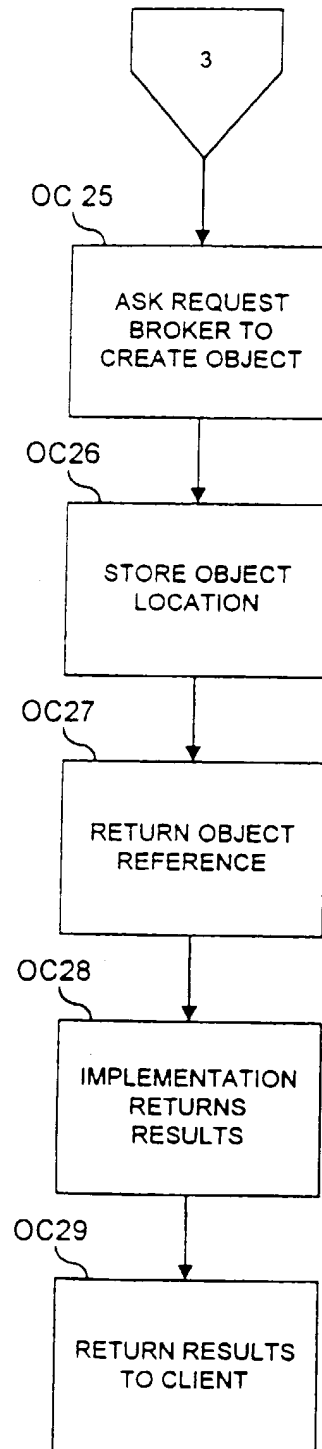 3
OC 25
ASK REQUEST
BROKER TO
CREATE OBJECT
OC26
STORE OBJECT
LOCATION
OC27
RETURN OBJECT
REFERENCE
OC28
IMPLEMENTATION
RETURNS
RESULTS
OC29
RETURN RESULTS
TO CLIENT